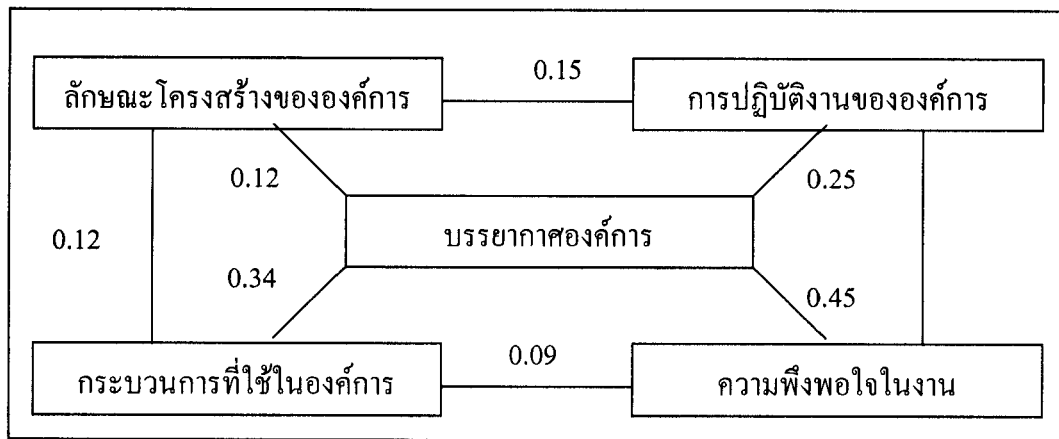 0.15
ลักษณะโครงสร้างขององค์การ
การปฏิบัติงานขององค์การ
0.12
0.25
0.12
บรรยากาศองค์การ
0.34
0.45
0.09
กระบวนการที่ใช้ในองค์การ
ความพึงพอใจในงาน